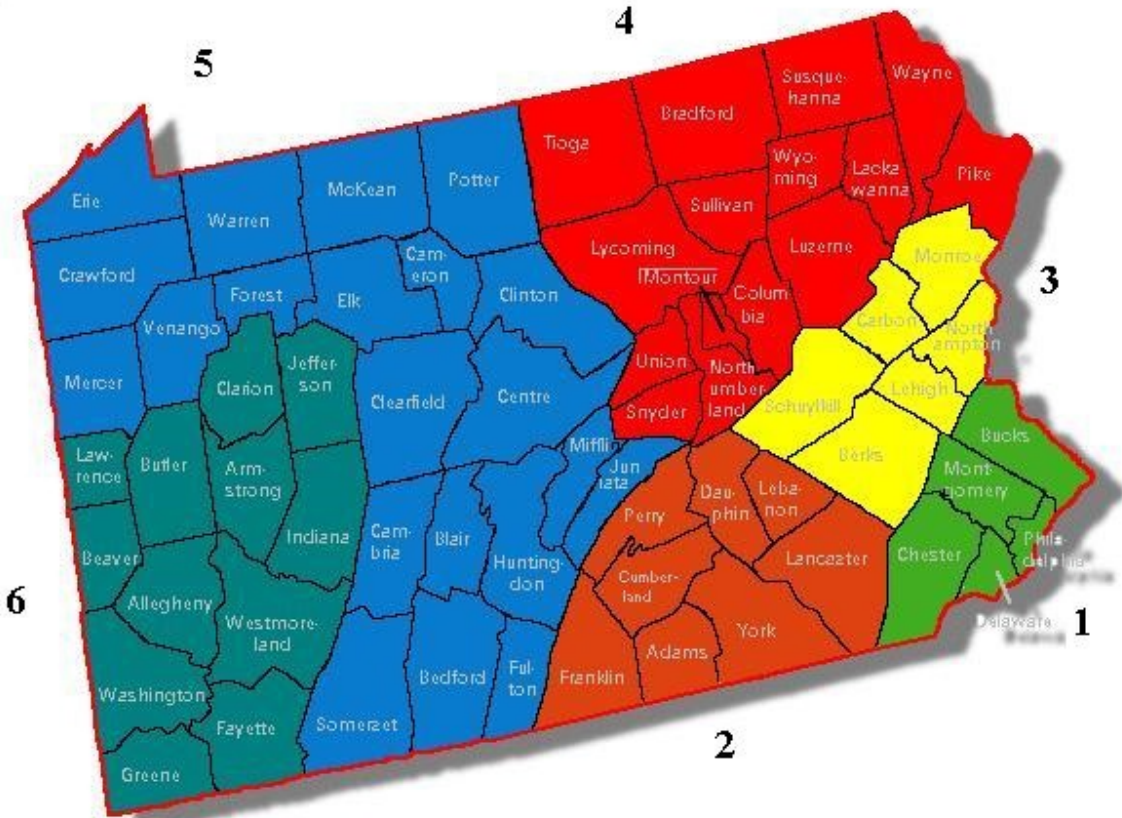 4
5
Susque-
hanna
Wayne
Bradford
Tioga
Wyo-
ming
Lacka
wanna
Pike
Potter
McKean
Erie
Warren
Sullivan
Lycoming
Luzerne
Monroe
Crawford
Cam-
eron
Montour
Colum-
bia
3
Forest
Elk
Clinton
Carbon
North
ampton
Venango
Union
North
umber
land
Lehigh
Mercer
Clarion
Jeffer-
son
Clearfield
Centre
Snyder
Schuylkill
Bucks
Mifflin
Berks
Law-
rence
Butler
Arm-
strong
Jun
iata
Mont-
gomery
Dau-
phin
Leba-
non
Perry
Indiana
Cam-
bria
Blair
Hunting-
don
Lancazter
Chester
Phila
delphia
Beaver
Cumber-
land
6
Allegheny
Westmore-
land
York
Delaware
1
Adams
Bedford
Ful-
ton
Franklin
Washington
Fayette
Somerzet
2
Greene